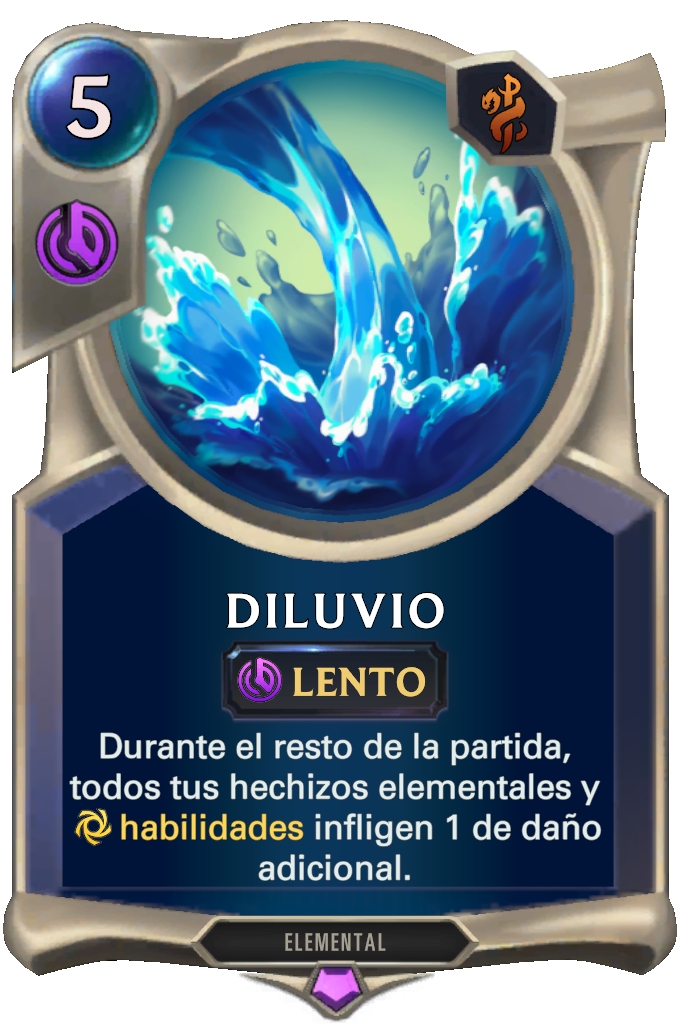 5
DILUVIO
LENTO
Durante el resto de la partida,
todos tus hechizos elementales y
habilidades infligen 1 de daño
adicional.
ELEMENTAL